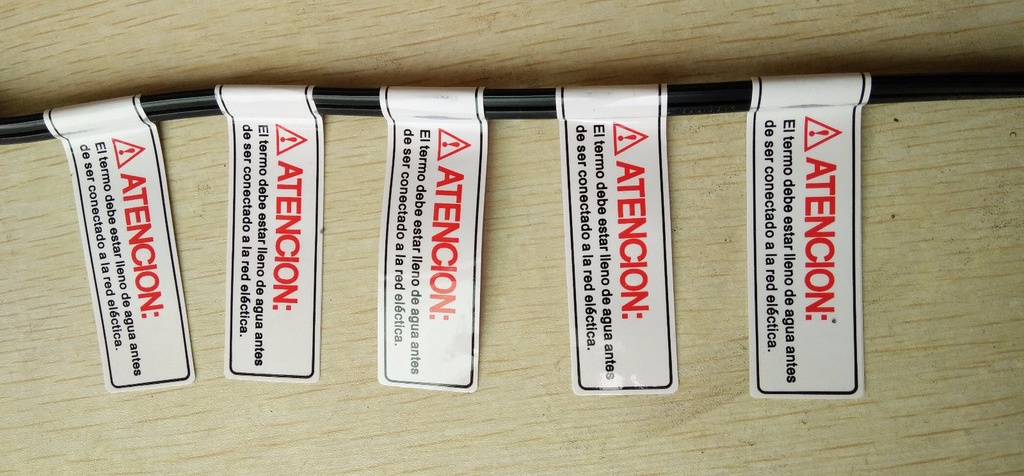 ATENCION:
El termo debe estar lleno de agua antes
de ser conectado a la red eléctica.
ATENCION:
El termo debe estar lleno de agua antes
de ser conectado a la red eléctica.
ATENCION:
El termo debe estar lleno de agua antes
de ser conectado a la red eléctica.
ATENCION:
El termo debe estar lleno de agua antes
de ser conectado a la red eléctica.
ATENCION:
El termo debe estar lleno de agua antes
de ser conectado a la red eléctica.